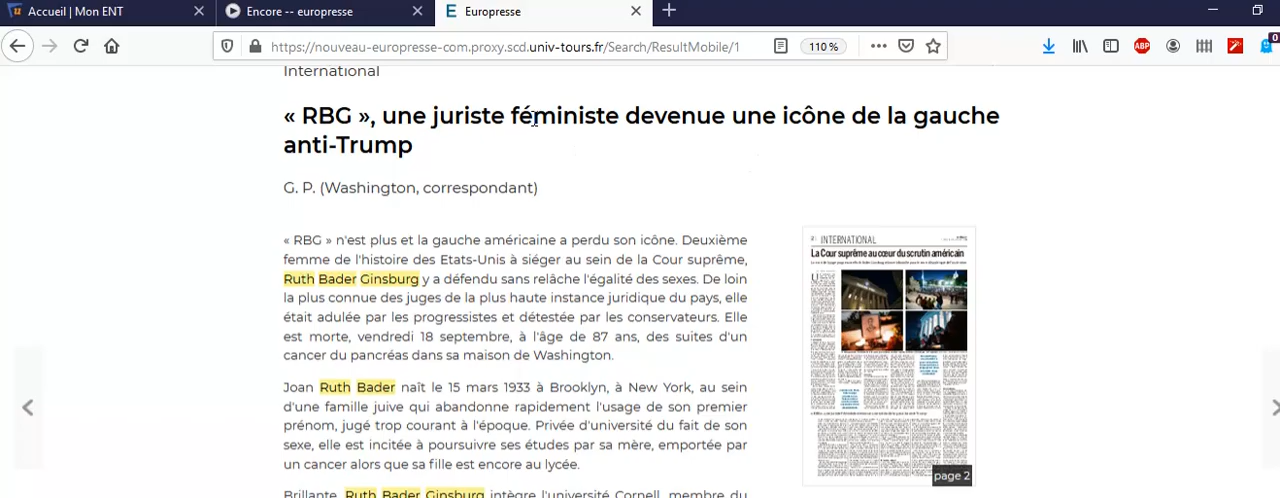 Accueil | Mon ENT
Encore -- europresse
Europresse
https://nouveau-europresse-com.proxy.scd.univ-tours.fr/Search/ResultMobile/1
110 %
ABP
0
International
« RBG », une juriste féministe devenue une icône de la gauche
anti-Trump
G. P. (Washington, correspondant)
« RBG » n'est plus et la gauche américaine a perdu son icône. Deuxième
femme de l'histoire des Etats-Unis à siéger au sein de la Cour suprême,
Ruth Bader Ginsburg y a défendu sans relâche l'égalité des sexes. De loin
la plus connue des juges de la plus haute instance juridique du pays, elle
était adulée par les progressistes et détestée par les conservateurs. Elle
est morte, vendredi 18 septembre, à l'âge de 87 ans, des suites d'un
cancer du pancréas dans sa maison de Washington.
Joan Ruth Bader naît le 15 mars 1933 à Brooklyn, à New York, au sein
d'une famille juive qui abandonne rapidement l'usage de son premier
prénom, jugé trop courant à l'époque. Privée d'université du fait de son
sexe, elle est incitée à poursuivre ses études par sa mère, emportée par
un cancer alors que sa fille est encore au lycée.
Brillante, Ruth Bader Ginsburg intègre l'université Cornell, membre du
INTERNATIONAL
La Cour suprême au cœur du scrutin américain
page 2